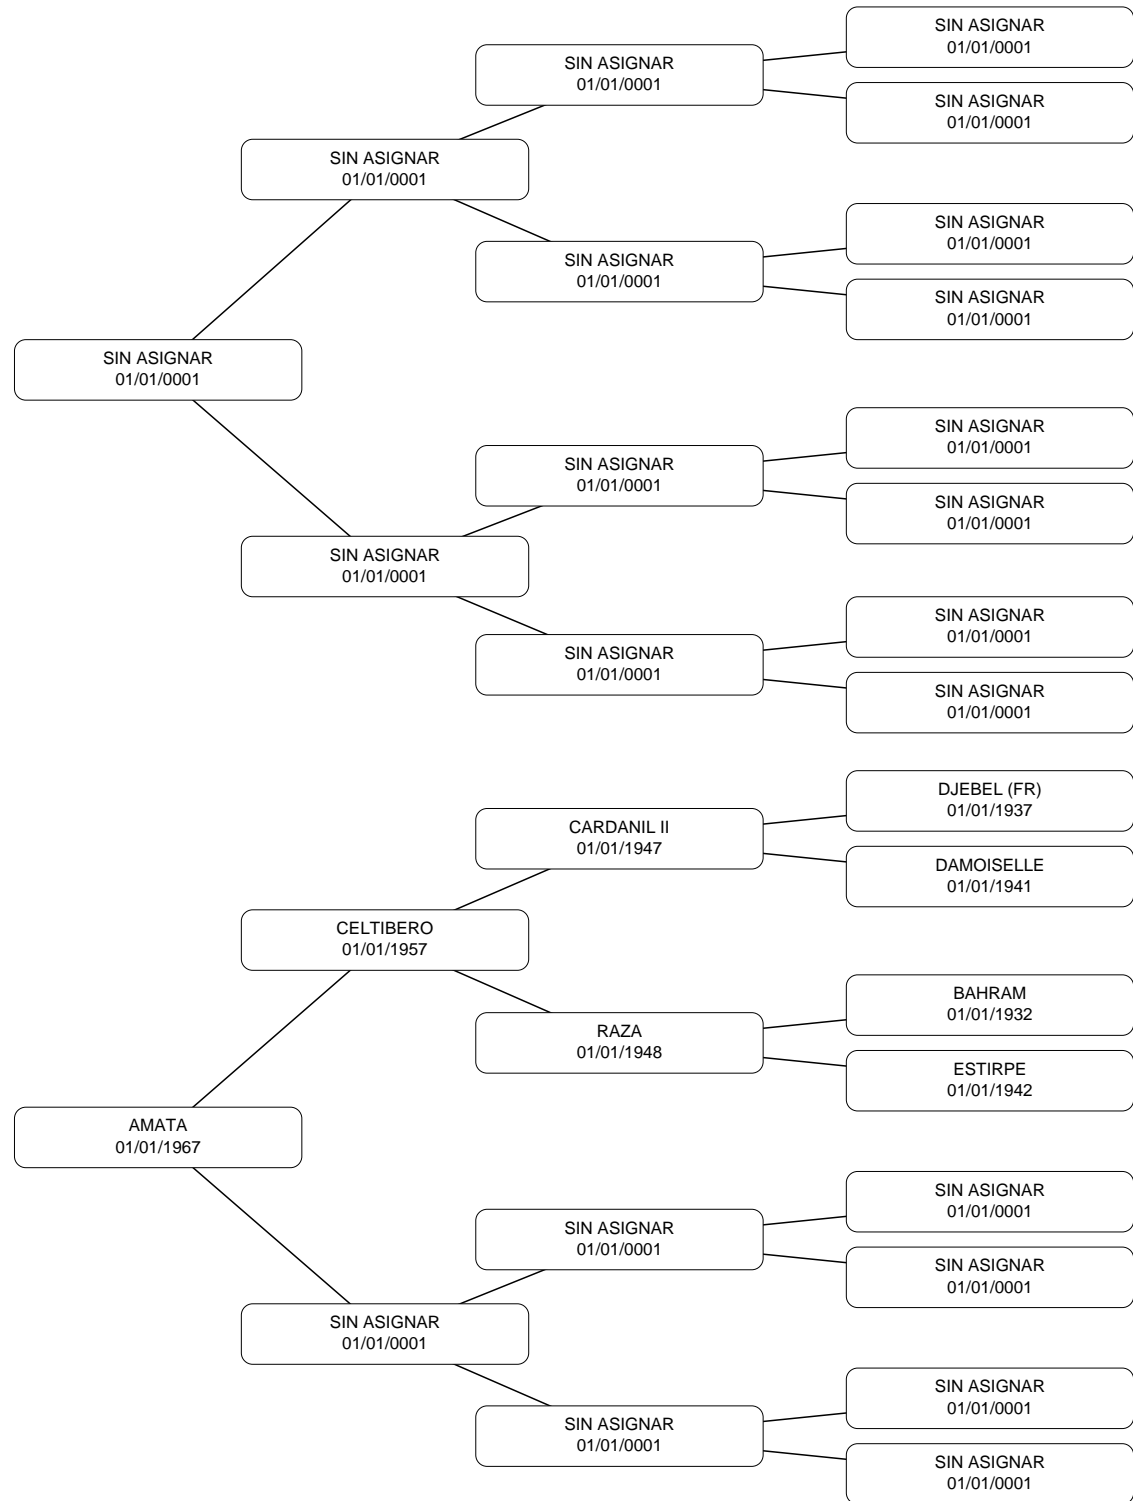 SIN ASIGNAR
01/01/0001
SIN ASIGNAR
01/01/0001
SIN ASIGNAR
01/01/0001
SIN ASIGNAR
01/01/0001
SIN ASIGNAR
01/01/0001
SIN ASIGNAR
01/01/0001
SIN ASIGNAR
01/01/0001
SIN ASIGNAR
01/01/0001
SIN ASIGNAR
01/01/0001
SIN ASIGNAR
01/01/0001
SIN ASIGNAR
01/01/0001
SIN ASIGNAR
01/01/0001
SIN ASIGNAR
01/01/0001
SIN ASIGNAR
01/01/0001
SIN ASIGNAR
01/01/0001
DJEBEL (FR)
01/01/1937
CARDANIL II
01/01/1947
DAMOISELLE
01/01/1941
CELTIBERO
01/01/1957
BAHRAM
01/01/1932
RAZA
01/01/1948
ESTIRPE
01/01/1942
AMATA
01/01/1967
SIN ASIGNAR
01/01/0001
SIN ASIGNAR
01/01/0001
SIN ASIGNAR
01/01/0001
SIN ASIGNAR
01/01/0001
SIN ASIGNAR
01/01/0001
SIN ASIGNAR
01/01/0001
SIN ASIGNAR
01/01/0001